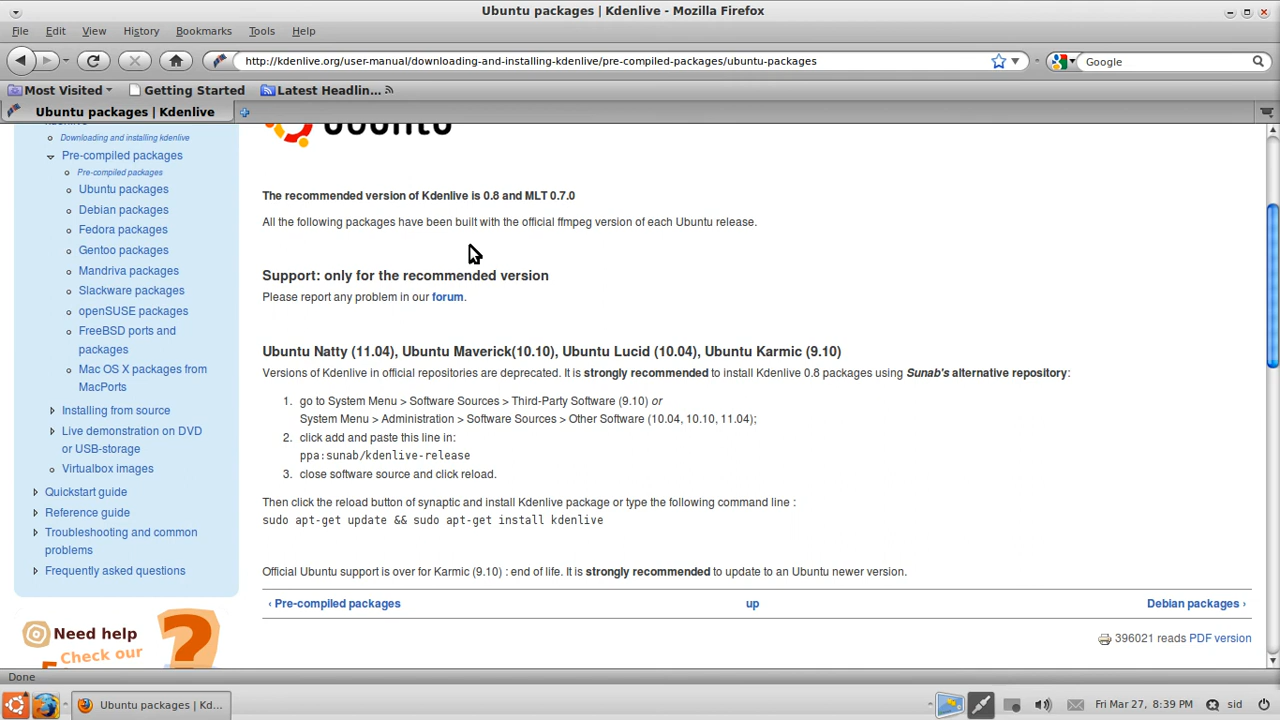 Ubuntu packages | Kdenlive - Mozilla Firefox
File Edit View History Bookmarks Tools Help
http://kdenlive.org/user-manual/downloading-and-installing-kdenlive/pre-compiled-packages/ubuntu-packages
Google
Most Visited Getting Started Latest Headlin...
Ubuntu packages | Kdenlive
Downloading and installing kdenlive
Pre-compiled packages
Pre-compiled packages
Ubuntu packages
Debian packages
Fedora packages
Gentoo packages
Mandriva packages
Slackware packages
openSUSE packages
FreeBSD ports and
packages
Mac OS X packages from
MacPorts
Installing from source
Live demonstration on DVD
or USB-storage
Virtualbox images
Quickstart guide
Reference guide
Troubleshooting and common
problems
Frequently asked questions
Need help
Check our
?
ubuntu
The recommended version of Kdenlive is 0.8 and MLT 0.7.0
All the following packages have been built with the official ffmpeg version of each Ubuntu release.
Support: only for the recommended version
Please report any problem in our forum.
Ubuntu Natty (11.04), Ubuntu Maverick(10.10), Ubuntu Lucid (10.04), Ubuntu Karmic (9.10)
Versions of Kdenlive in official repositories are deprecated. It is strongly recommended to install Kdenlive 0.8 packages using Sunab's alternative repository:
1. go to System Menu > Software Sources > Third-Party Software (9.10) or
System Menu > Administration > Software Sources > Other Software (10.04, 10.10, 11.04);
2. click add and paste this line in:
ppa:sunab/kdenlive-release
3. close software source and click reload.
Then click the reload button of synaptic and install Kdenlive package or type the following command line :
sudo apt-get update && sudo apt-get install kdenlive
Official Ubuntu support is over for Karmic (9.10) : end of life. It is strongly recommended to update to an Ubuntu newer version.
‹ Pre-compiled packages up Debian packages ›
396021 reads PDF version
Done
Ubuntu packages | Kd...
Fri Mar 27, 8:39 PM sid